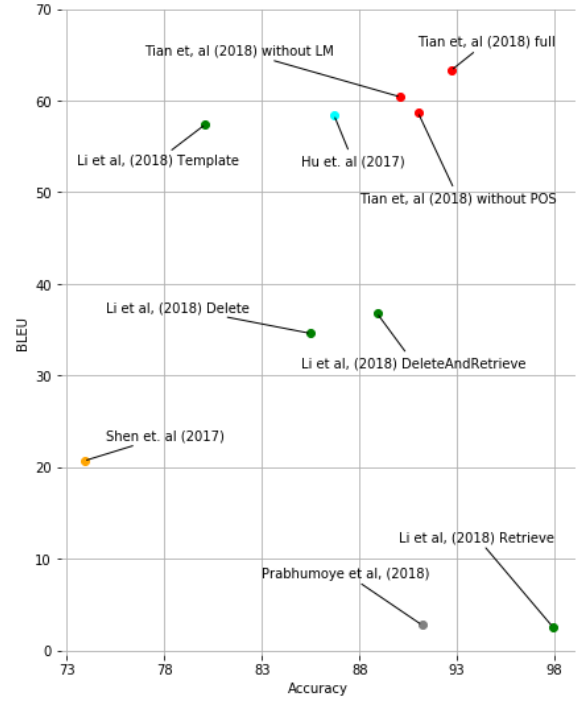 70
Tian et, al (2018) full
Tian et, al (2018) without LM
60
Li et al, (2018) Template
Hu et. al (2017)
50
Tian et, al (2018) without POS
40
Li et al, (2018) Delete
BLEU
Li et al, (2018) DeleteAndRetrieve
30
Shen et. al (2017)
20
Li et al, (2018) Retrieve
10
Prabhumoye et al, (2018)
0
73 78 83 88 93 98
Accuracy